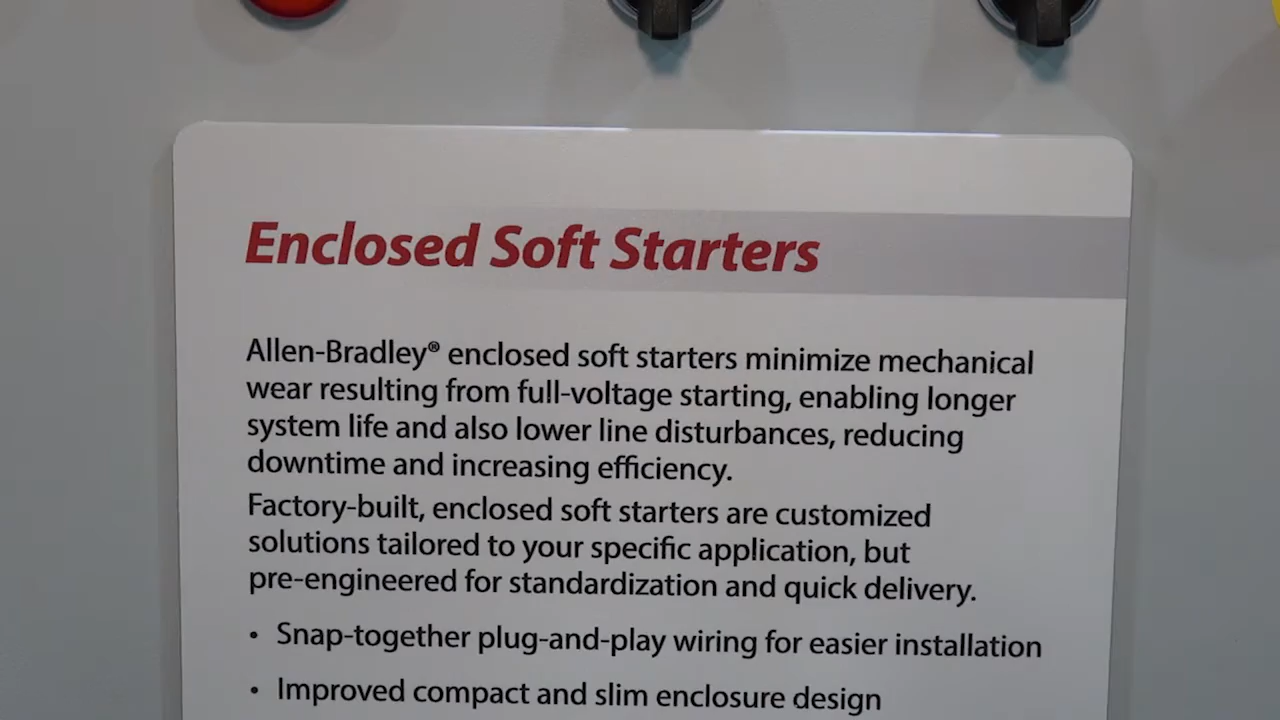 Enclosed Soft Starters
Allen-Bradley® enclosed soft starters minimize mechanical
wear resulting from full-voltage starting, enabling longer
system life and also lower line disturbances, reducing
downtime and increasing efficiency.
Factory-built, enclosed soft starters are customized
solutions tailored to your specific application, but
pre-engineered for standardization and quick delivery.
• Snap-together plug-and-play wiring for easier installation
• Improved compact and slim enclosure design